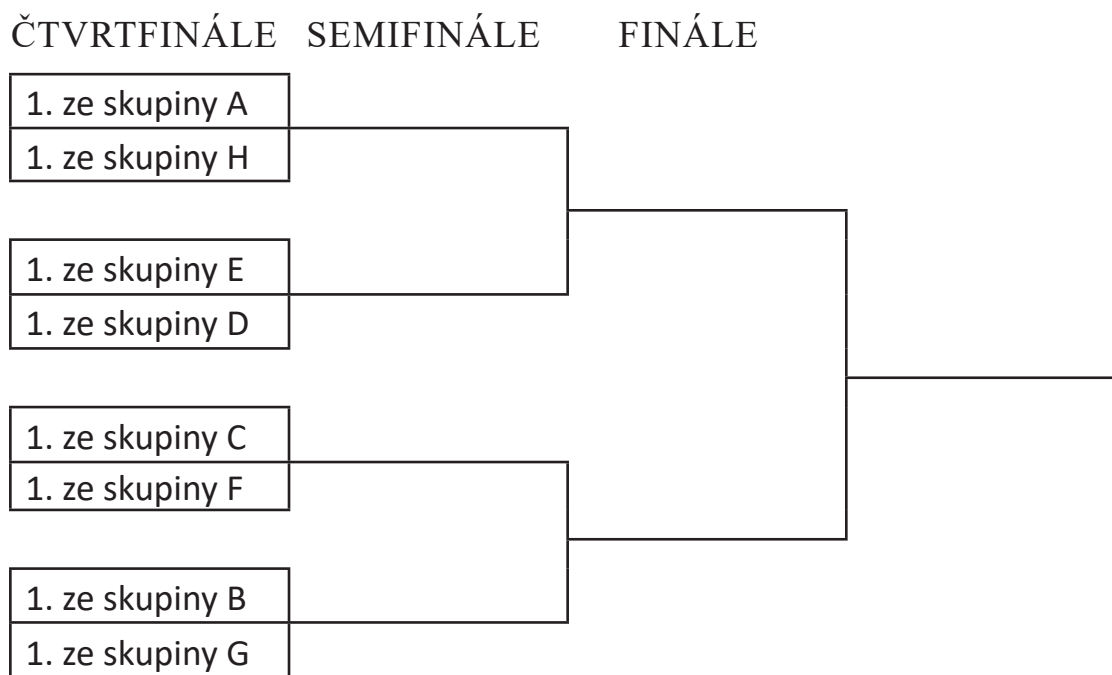 ČTVRTFINÁLE SEMIFINÁLE FINÁLE
1. ze skupiny A
1. ze skupiny H
1. ze skupiny E
1. ze skupiny D
1. ze skupiny C
1. ze skupiny F
1. ze skupiny B
1. ze skupiny G